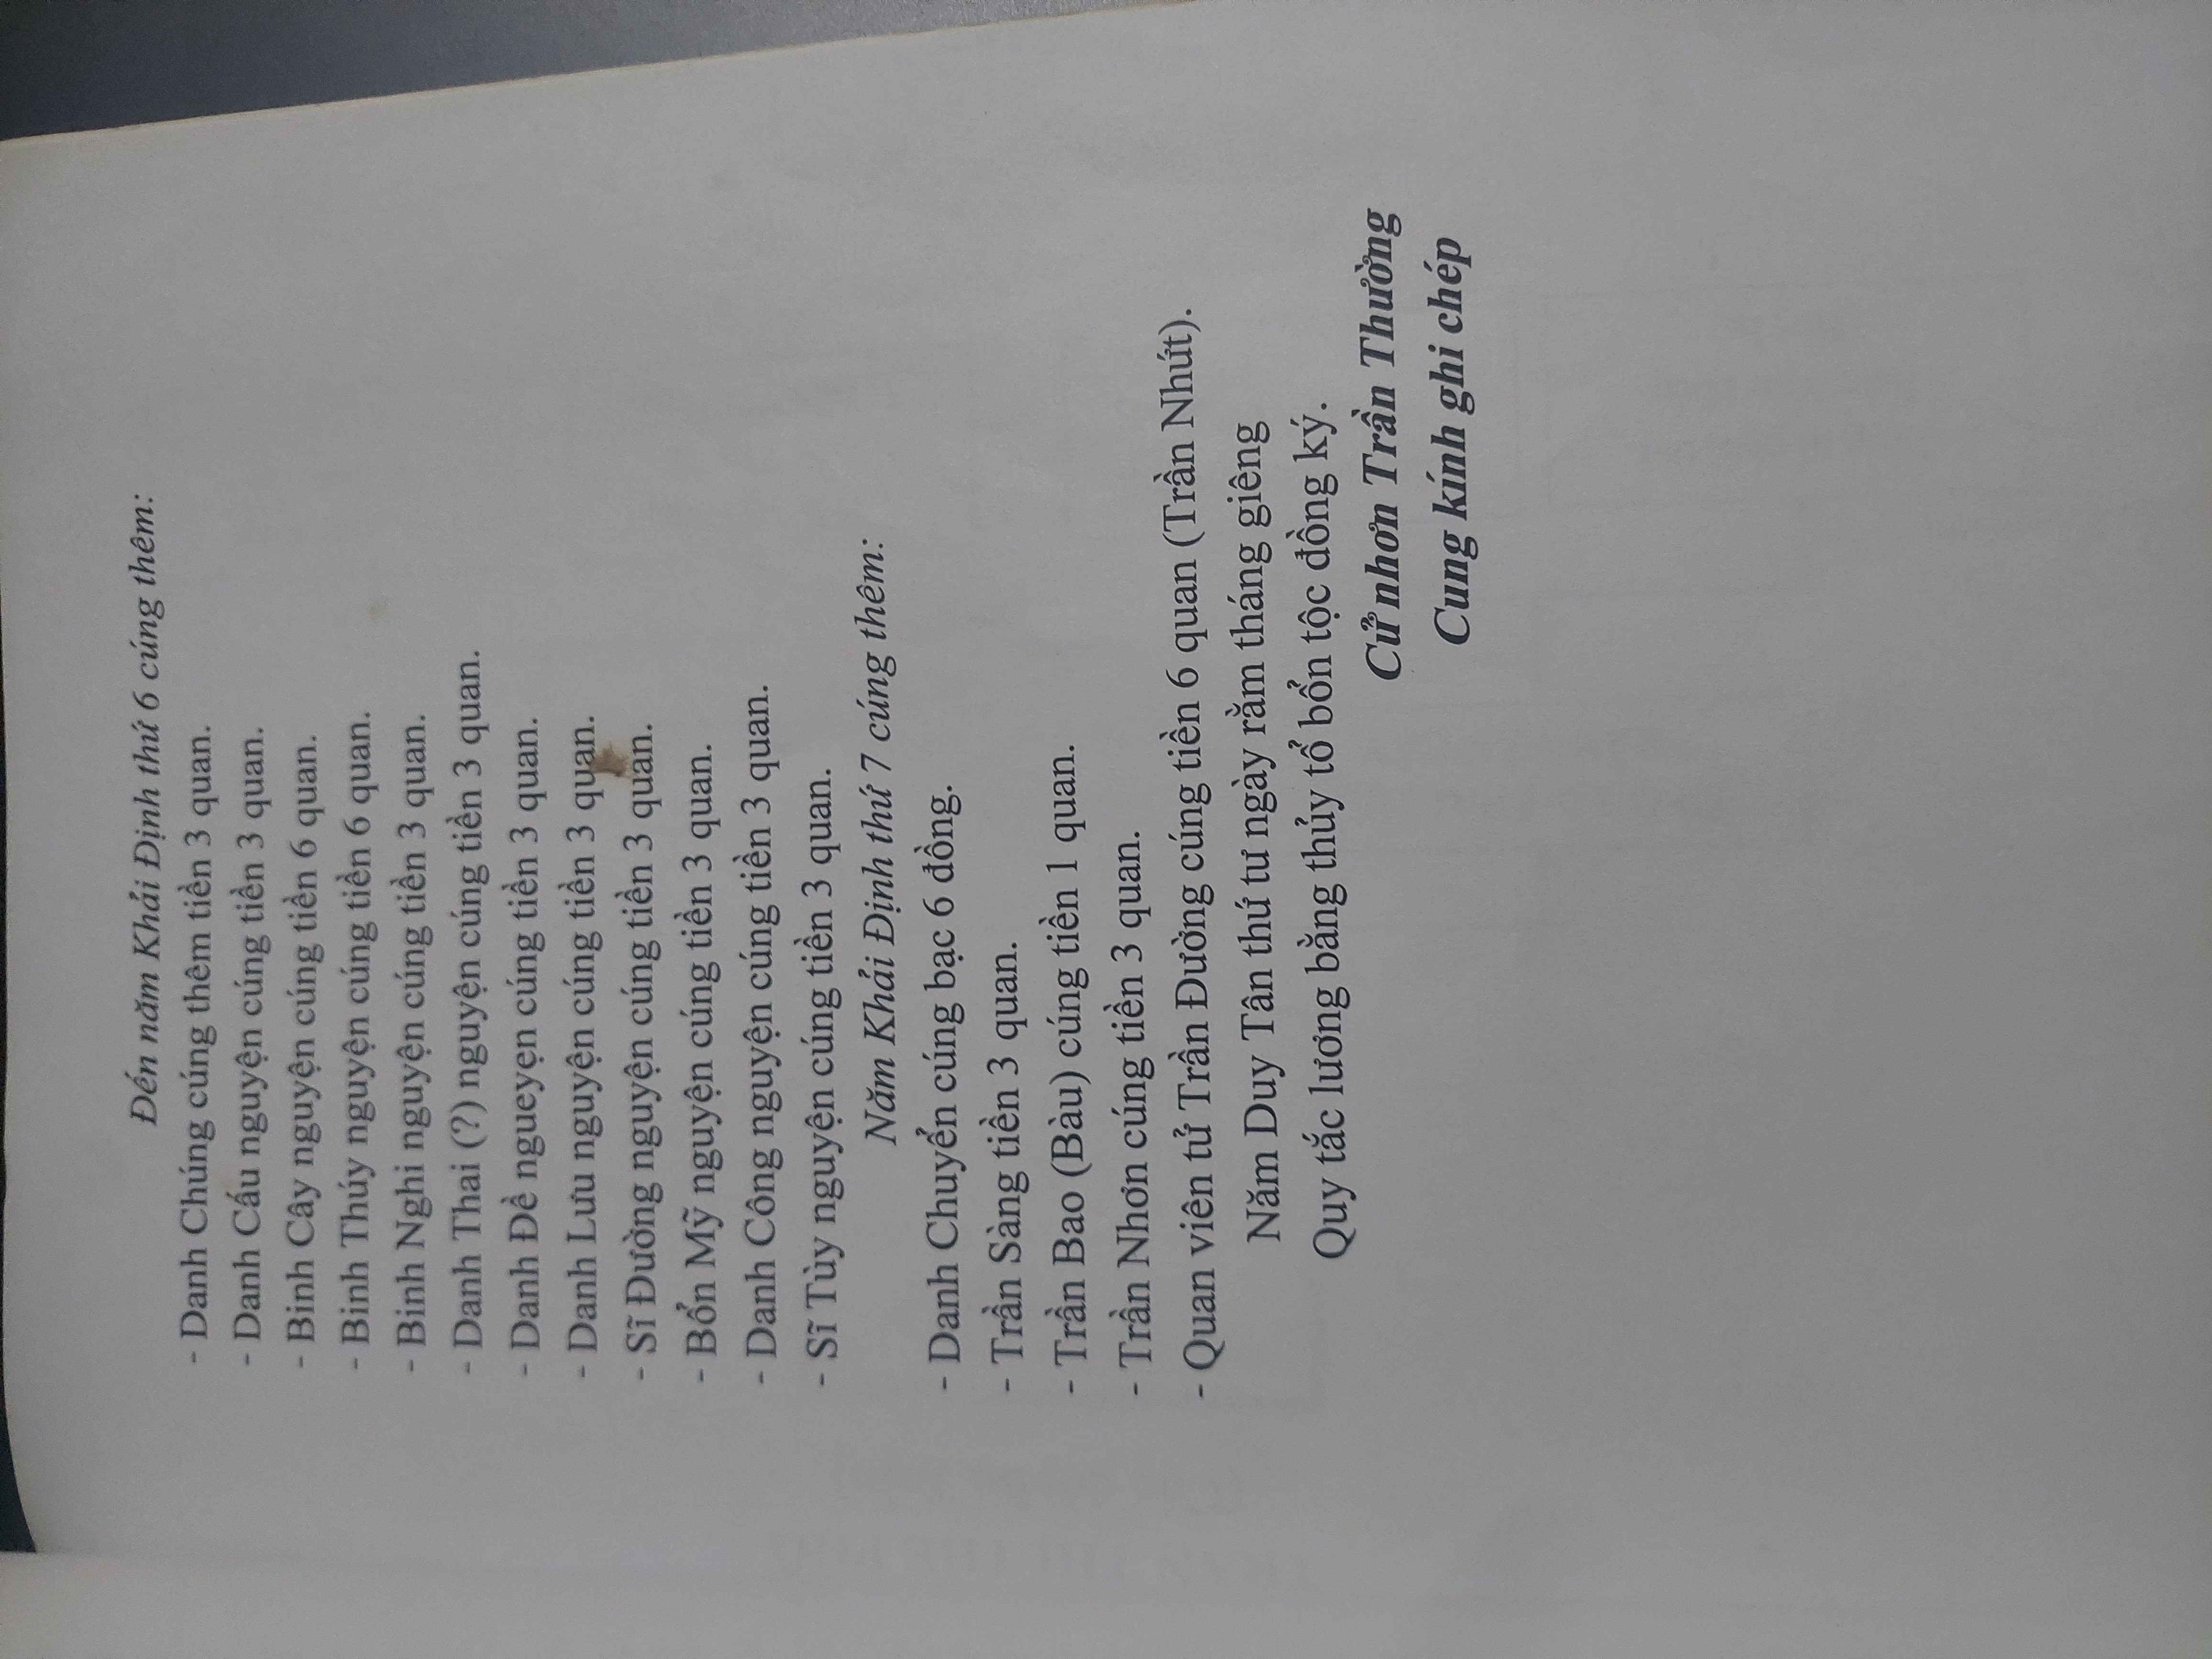 Đến năm Khải Định thứ 6 cúng thêm:
- Danh Chúng cúng thêm tiền 3 quan.
- Danh Cấu nguyện cúng tiền 3 quan.
- Binh Cây nguyện cúng tiền 6 quan.
- Binh Thúy nguyện cúng tiền 6 quan.
- Binh Nghi nguyện cúng tiền 3 quan.
- Danh Thai (?) nguyện cúng tiền 3 quan.
- Danh Đề ngueyẹn cúng tiền 3 quan.
- Danh Lưu nguyện cúng tiền 3 quan.
- Sĩ Đường nguyện cúng tiền 3 quan.
- Bổn Mỹ nguyện cúng tiền 3 quan.
- Danh Công nguyện cúng tiền 3 quan.
- Sĩ Tùy nguyện cúng tiền 3 quan.
Năm Khải Định thứ 7 cúng thêm:
- Danh Chuyển cúng bạc 6 đồng.
- Trần Sàng tiền 3 quan.
- Trần Bao (Bàu) cúng tiền 1 quan.
- Trần Nhơn cúng tiền 3 quan.
- Quan viên tử Trần Đường cúng tiền 6 quan (Trần Nhứt).
Năm Duy Tân thứ tư ngày rằm tháng giêng
Quy tắc lương bằng thủy tổ bổn tộc đồng ký.
Cử nhơn Trần Thường
Cung kính ghi chép